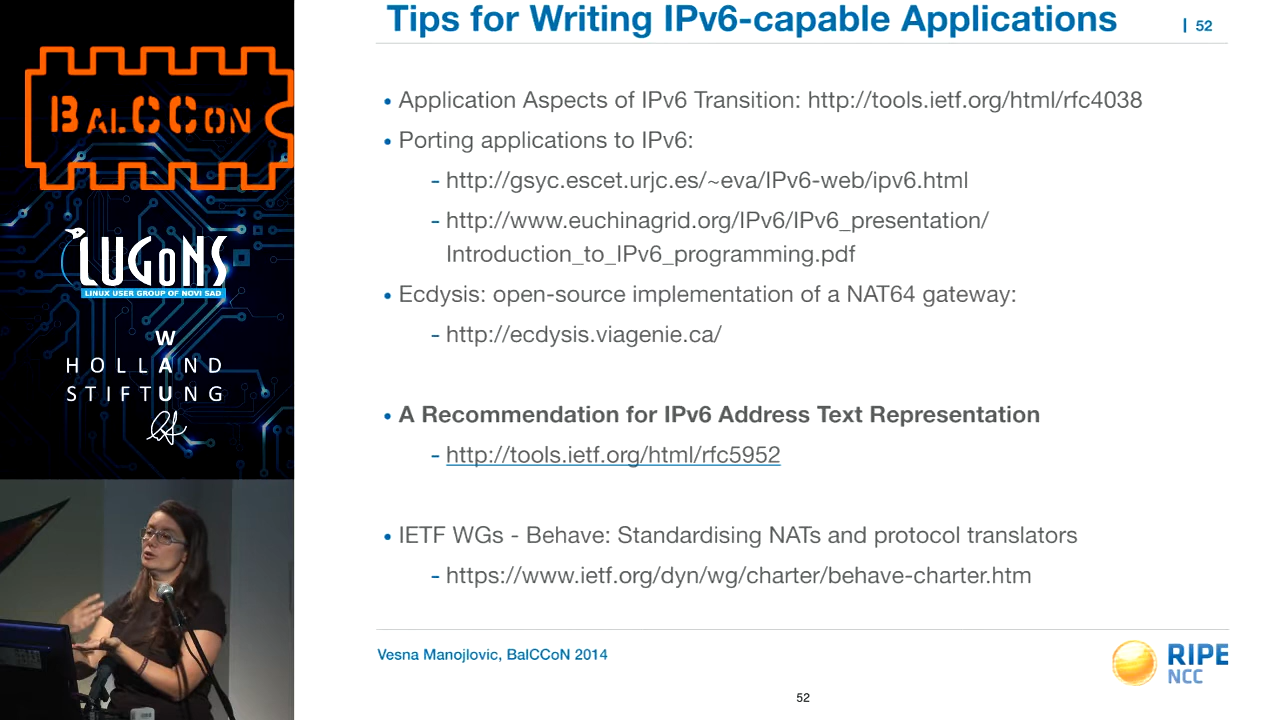 Tips for Writing IPv6-capable Applications
| 52
BALCCON
LUGoNS
LINUX USER GROUP OF NOVI SAD
W
HOLLAND
A
STIFTUNG
• Application Aspects of IPv6 Transition: http://tools.ietf.org/html/rfc4038
• Porting applications to IPv6:
- http://gsyc.escet.urjc.es/~eva/IPv6-web/ipv6.html
- http://www.euchinagrid.org/IPv6/IPv6_presentation/
Introduction_to_IPv6_programming.pdf
• Ecdysis: open-source implementation of a NAT64 gateway:
- http://ecdysis.viagenie.ca/
• A Recommendation for IPv6 Address Text Representation
- http://tools.ietf.org/html/rfc5952
• IETF WGs - Behave: Standardising NATs and protocol translators
- https://www.ietf.org/dyn/wg/charter/behave-charter.htm
Vesna Manojlovic, BalCCoN 2014
RIPE
NCC
52